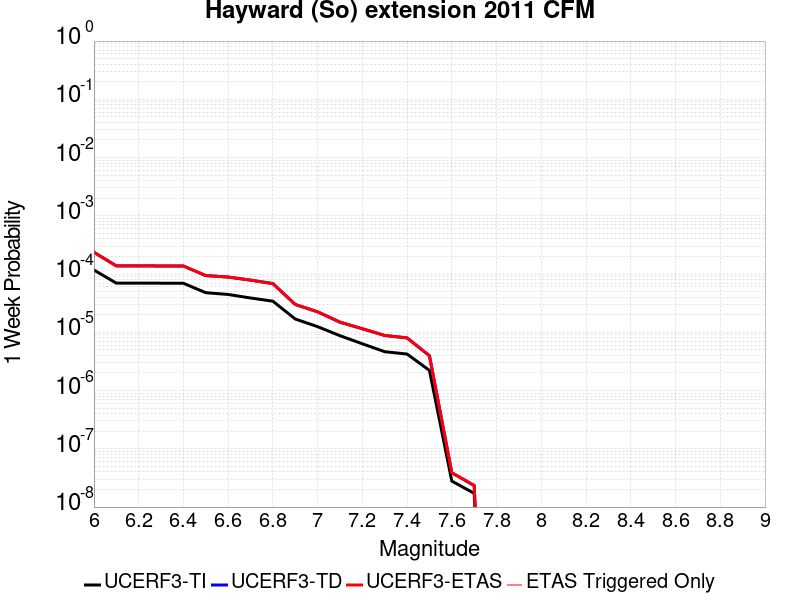 Hayward (So) extension 2011 CFM
10^0
10^-1
10^-2
10^-3
10^-4
10^-5
10^-6
10^-7
10^-8
1 Week Probability
6 6.2 6.4 6.6 6.8 7 7.2 7.4 7.6 7.8 8 8.2 8.4 8.6 8.8 9
Magnitude
UCERF3-TI UCERF3-TD UCERF3-ETAS ETAS Triggered Only